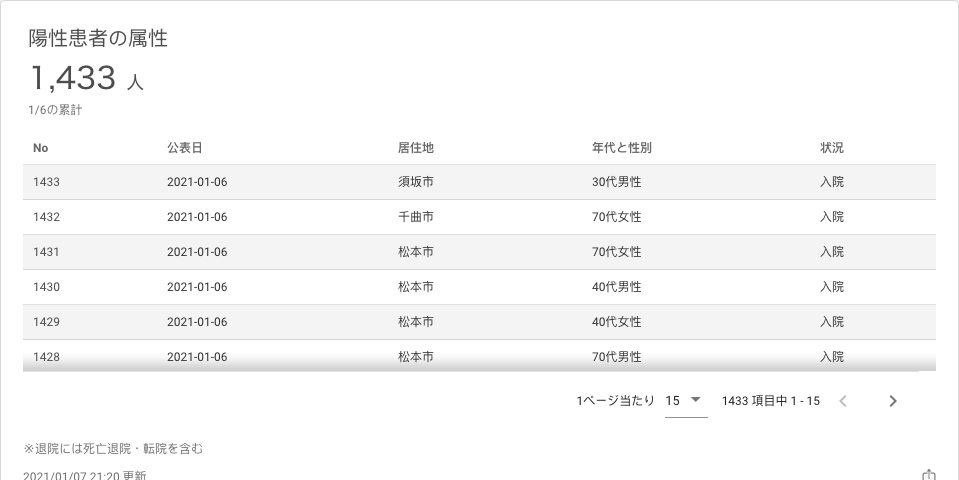 陽性患者の属性
1,433 人
1/6の累計
No 公表日 居住地 年代と性別 状況
1433 2021-01-06 須坂市 30代男性 入院
1432 2021-01-06 千曲市 70代女性 入院
1431 2021-01-06 松本市 70代女性 入院
1430 2021-01-06 松本市 40代男性 入院
1429 2021-01-06 松本市 40代女性 入院
1428 2021-01-06 松本市 70代男性 入院
1ページ当たり 15 1433 項目中 1 - 15
※退院には死亡退院・転院を含む
2021/01/07 21:20 更新